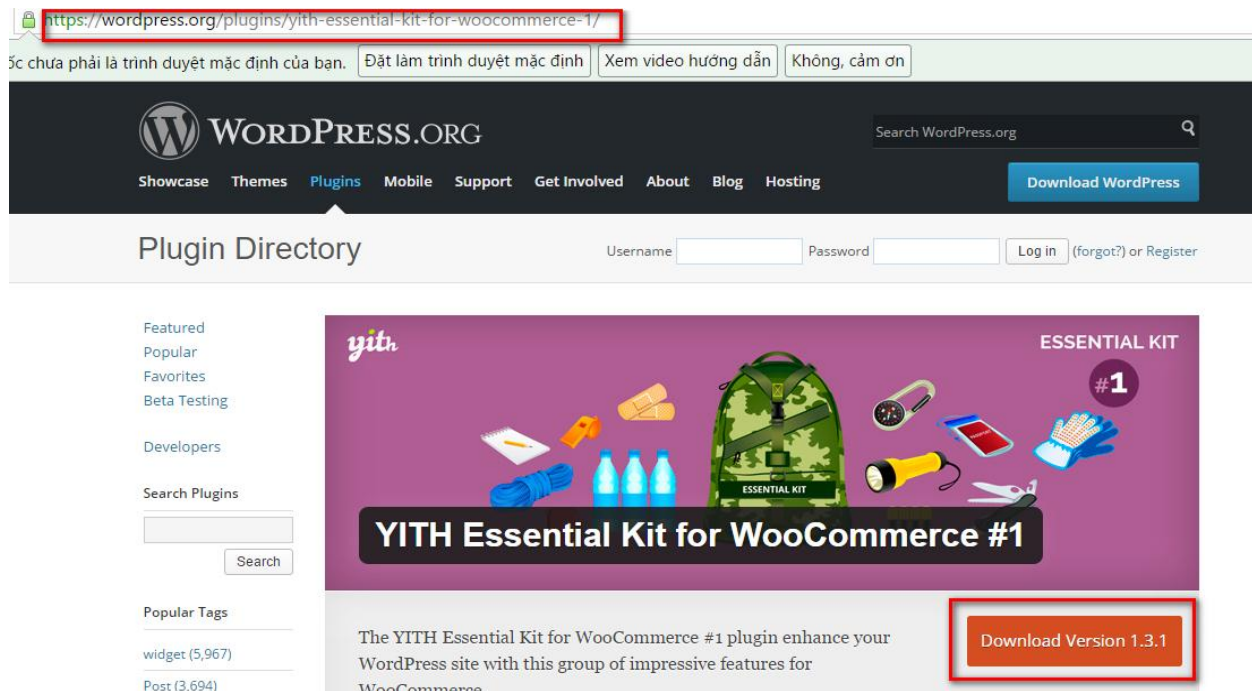 https://wordpress.org/plugins/yith-essential-kit-for-woocommerce-1/
ốc chưa phải là trình duyệt mặc định của bạn. Đặt làm trình duyệt mặc định Xem video hướng dẫn Không, cảm ơn
WORDPRESS.ORG
Search WordPress.org
Showcase Themes Plugins Mobile Support Get Involved About Blog Hosting
Download WordPress
Plugin Directory
Username
Password
Log in (forgot?) or Register
Featured
Popular
Favorites
Beta Testing
Developers
Search Plugins
Search
Popular Tags
widget (5,967)
Post (3,694)
yith
ESSENTIAL KIT
#1
PASSPORT
ESSENTIAL KIT
YITH Essential Kit for WooCommerce #1
The YITH Essential Kit for WooCommerce #1 plugin enhance your
WordPress site with this group of impressive features for
WooCommerce
Download Version 1.3.1